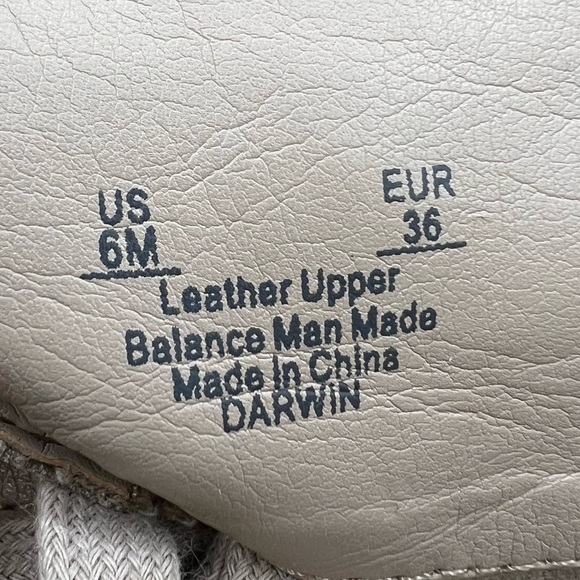 US EUR
6M 36
Leather Upper
Balance Man Made
Made In China
DARWIN